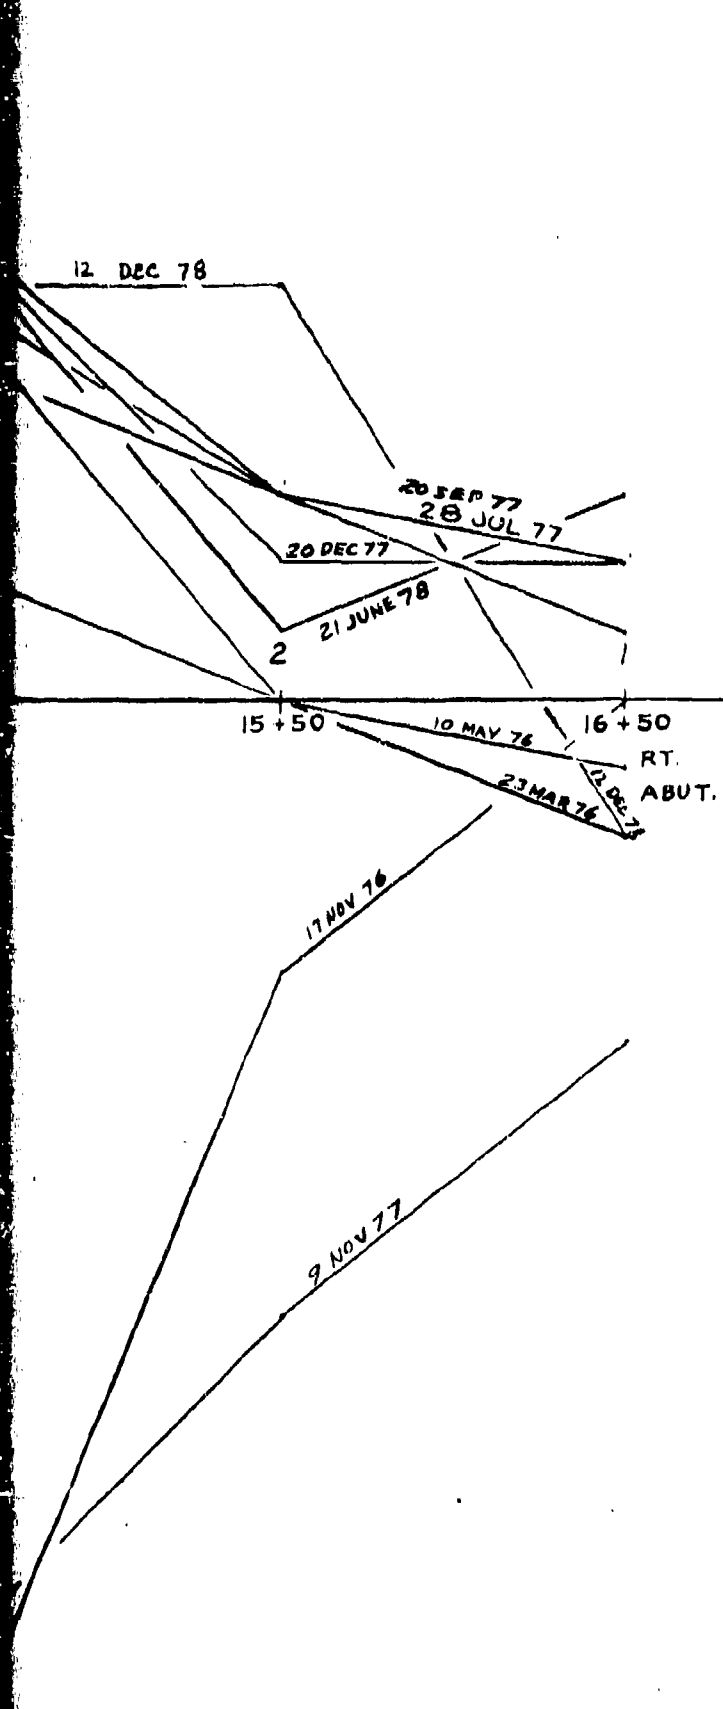 12 DEC 78
20 SEP 77
28 JUL 77
20 DEC 77
21 JUNE 78
2
15+50
10 MAY 76
16+50
RT.
ABUT.
23 MAR 76
12 DEC 78
17 NOV 76
9 NOV 77